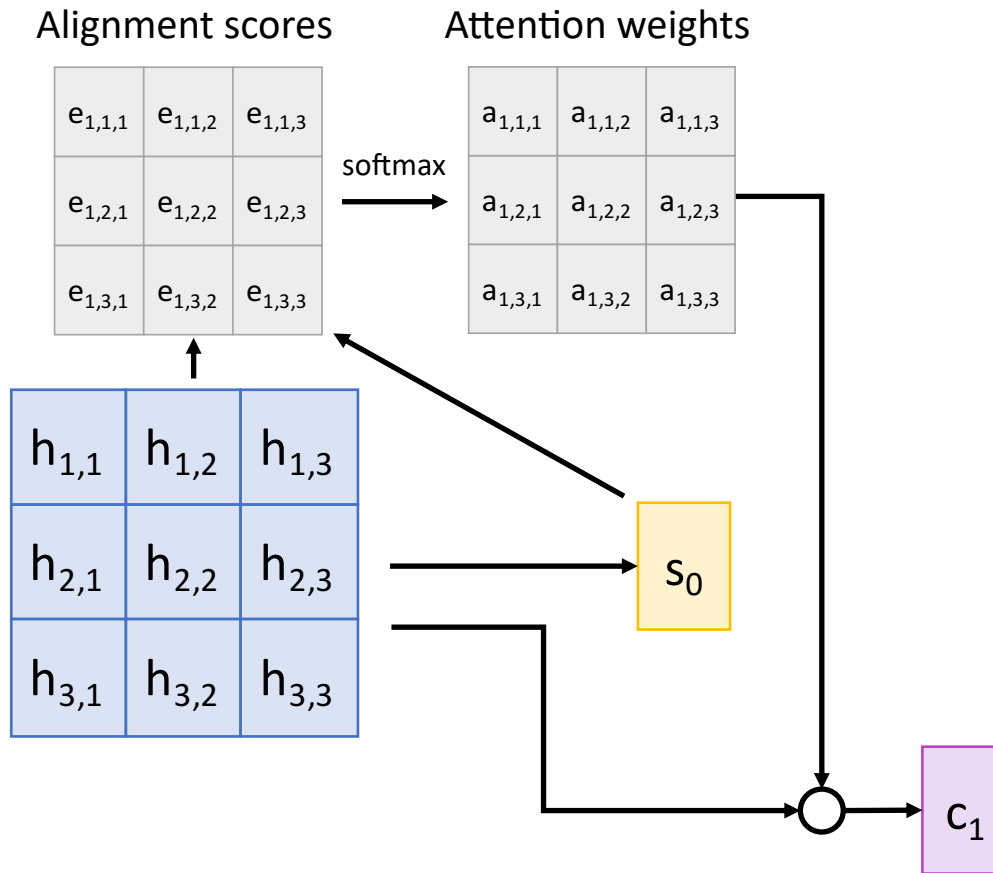 Alignment scores
Attention weights
e1,1,1 e1,1,2 e1,1,3
e1,2,1 e1,2,2 e1,2,3
e1,3,1 e1,3,2 e1,3,3
softmax
a1,1,1 a1,1,2 a1,1,3
a1,2,1 a1,2,2 a1,2,3
a1,3,1 a1,3,2 a1,3,3
h1,1 h1,2 h1,3
h2,1 h2,2 h2,3
h3,1 h3,2 h3,3
s0
c1